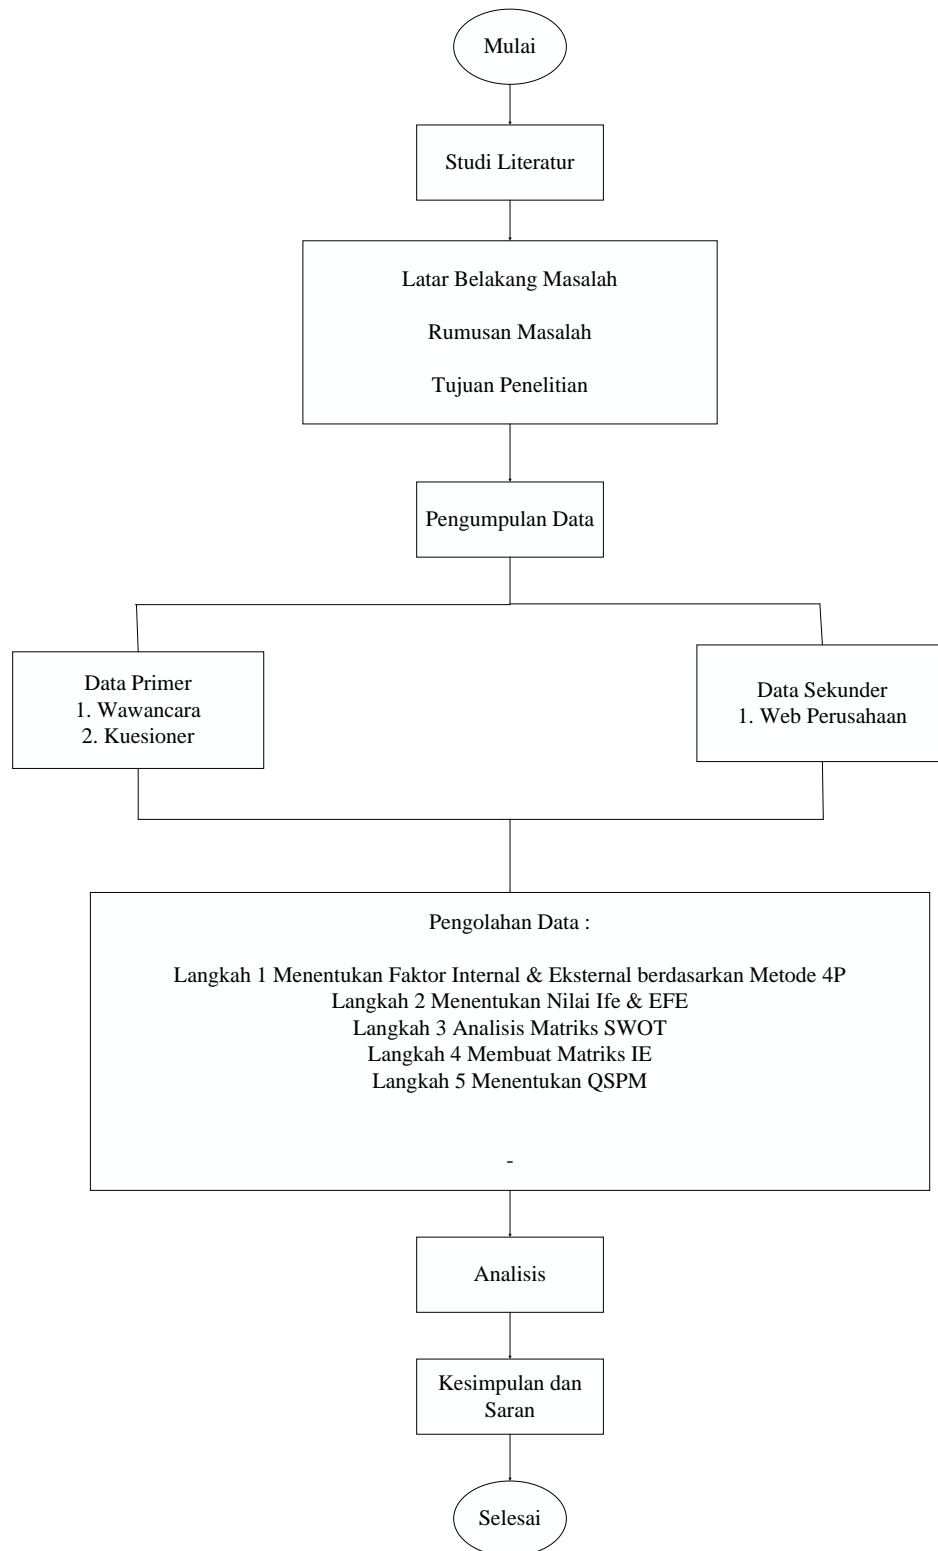 Mulai
Studi Literatur
Latar Belakang Masalah
Rumusan Masalah
Tujuan Penelitian
Pengumpulan Data
Data Primer
1. Wawancara
2. Kuesioner
Data Sekunder
1. Web Perusahaan
Pengolahan Data :
Langkah 1 Menentukan Faktor Internal & Eksternal berdasarkan Metode 4P
Langkah 2 Menentukan Nilai Ife & EFE
Langkah 3 Analisis Matriks SWOT
Langkah 4 Membuat Matriks IE
Langkah 5 Menentukan QSPM
-
Analisis
Kesimpulan dan
Saran
Selesai